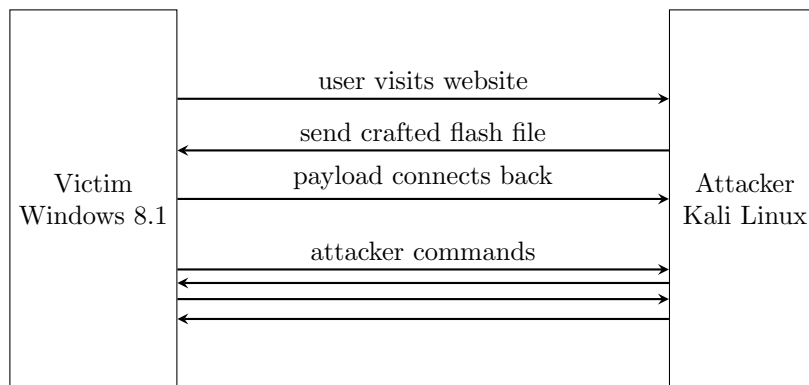 user visits website
send crafted flash file
payload connects back
Victim
Windows 8.1
Attacker
Kali Linux
attacker commands